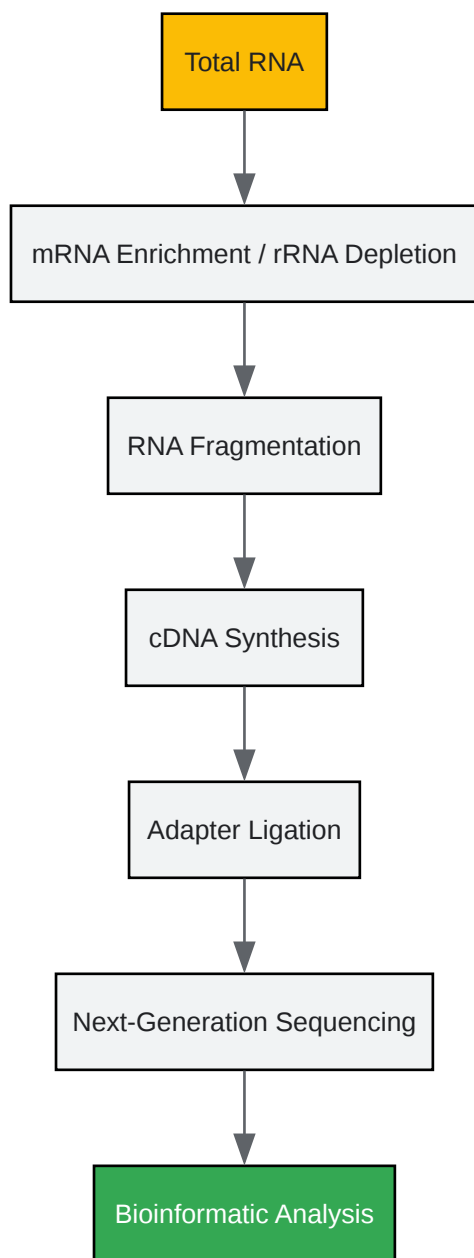 Total RNA
mRNA Enrichment / rRNA Depletion
RNA Fragmentation
cDNA Synthesis
Adapter Ligation
Next-Generation Sequencing
Bioinformatic Analysis